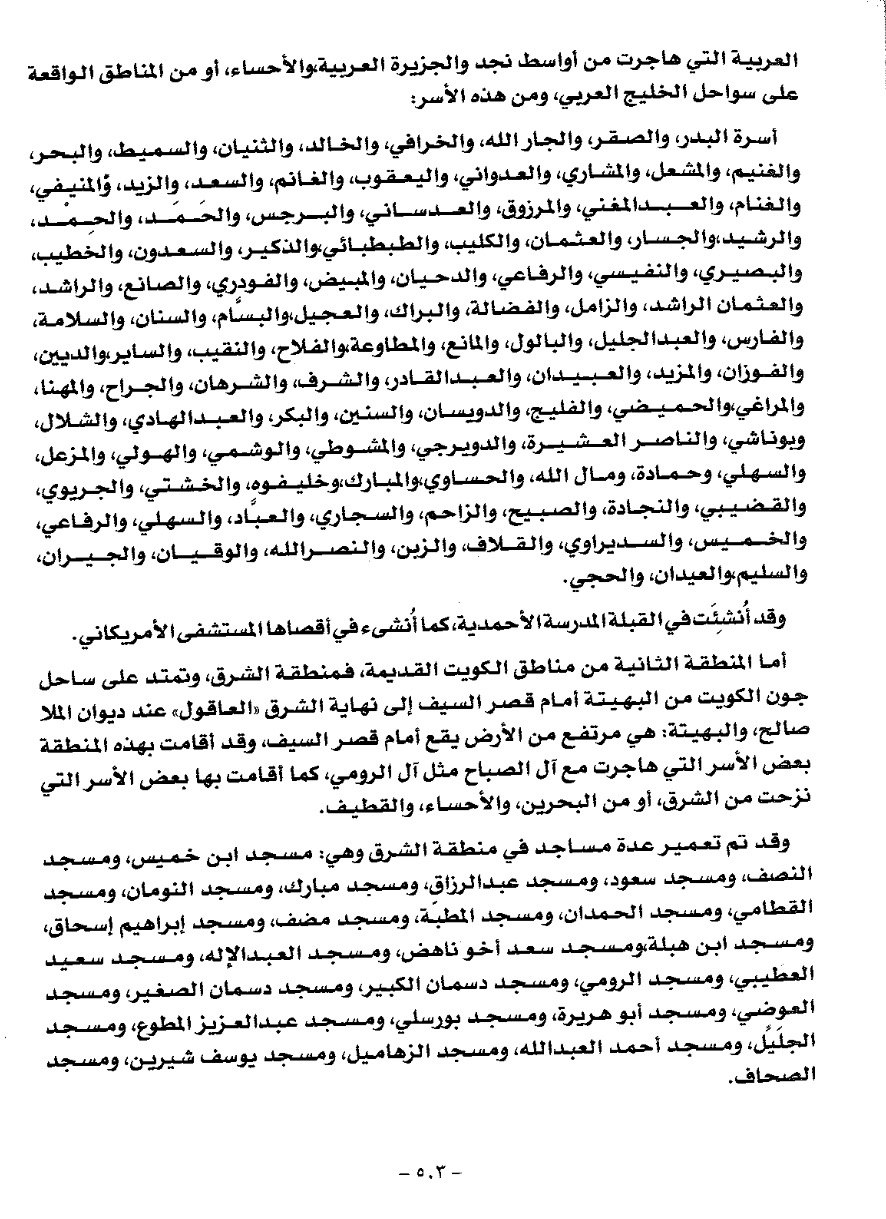 العربية التي هاجرت من أواسط نجد والجزيرة العربية،والأحساء، أو من المناطق الواقعة
على سواحل الخليج العربي، ومن هذه الأسر:
أسرة البدر، والصقر، والجار الله، والخرافي، والخالد، والثنيان، والسميط، والبحر،
والغنيم، والمشعل، والمشاري، والعدواني، واليعقوب، والغانم، والسعد، والزيد، والمنيفي،
والغنام، والعبدالمغني، والمرزوق، والعدساني، والبرجس، والحَمَد، والحِمْد،
والرشيد،والجسار، والعثمان، والكليب، والطبطبائي،والذكير، والسعدون، والخطيب،
والبصيري، والنفيسي، والرفاعي، والدحيان، والمبيض، والفودري، والصانع، والراشد،
والعثمان الراشد، والزامل، والفضالة، والبراك، والعجيل،والبسَّام، والسنان، والسلامة،
والفارس، والعبدالجليل، والبالول، والمانع، والمطاوعة،والفلاح، والنقيب، والساير،والديين،
والفوزان، والمزيد، والعبيدان، والعبدالقادر، والشرف، والشرهان، والجراح، والمهنا،
والمراغي،والحميضي، والفليج، والدويسان، والسنين، والبكر، والعبدالهادي، والشلال،
وبوناشي، والناصر العشيرة، والدويرجي، والمشوطي، والوشمي، والهولي، والمزعل،
والسهلي، وحمادة، ومال الله، والحساوي،والمبارك،وخليفوه، والخشتي، والجريوي،
والقضيبي، والنجادة، والصبيح، والزاحم، والسجاري، والعبَّاد، والسهلي، والرفاعي،
والخميس، والسديراوي، والقلاف، والزبن، والنصرالله، والوقيان، والجيران،
والسليم،والعيدان، والحجي.
وقد أُنشِئَت في القبلة المدرسة الأحمدية، كما أُنشىء في أقصاها المستشفى الأمريكاني.
أما المنطقة الثانية من مناطق الكويت القديمة، فمنطقة الشرق، وتمتد على ساحل
جون الكويت من البهيتة أمام قصر السيف إلى نهاية الشرق «العاقول» عند ديوان الملا
صالح، والبهيتة: هي مرتفع من الأرض يقع أمام قصر السيف، وقد أقامت بهذه المنطقة
بعض الأسر التي هاجرت مع آل الصباح مثل آل الرومي، كما أقامت بها بعض الأسر التي
نزحت من الشرق، أو من البحرين، والأحساء، والقطيف.
وقد تم تعمير عدة مساجد في منطقة الشرق وهي: مسجد ابن خميس، ومسجد
النصف، ومسجد سعود، ومسجد عبدالرزاق، ومسجد مبارك، ومسجد النومان، ومسجد
القطامي، ومسجد الحمدان، ومسجد المطبّة، ومسجد مضف، ومسجد إبراهيم إسحاق،
ومسجد ابن هبلة،ومسجد سعد أخو ناهض، ومسجد العبدالإله، ومسجد سعيد
العطيبي، ومسجد الرومي، ومسجد دسمان الكبير، ومسجد دسمان الصغير، ومسجد
العوضي، ومسجد أبو هريرة، ومسجد بورسلي، ومسجد عبدالعزيز المطوع، ومسجد
الجليِّل، ومسجد أحمد العبدالله، ومسجد الزهاميل، ومسجد يوسف شيرين، ومسجد
الصحاف.
- ٥٠٣ -